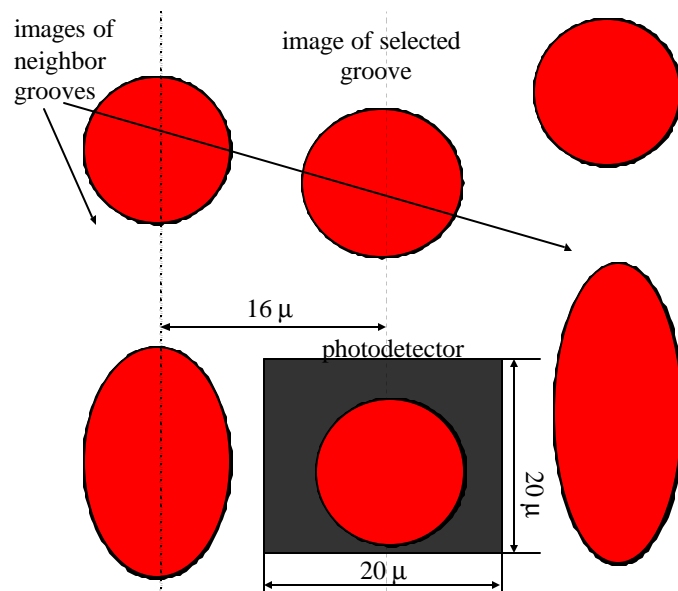 images of
neighbor
grooves
image of selected
groove
16 μ
photodetector
20 μ
20 μ